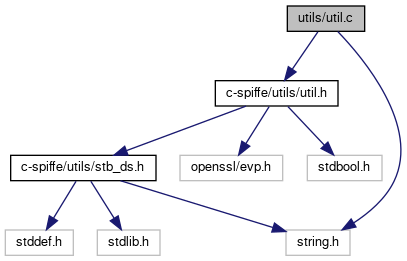 utils/util.c
c-spiffe/utils/util.h
c-spiffe/utils/stb_ds.h
openssl/evp.h
stdbool.h
stddef.h
stdlib.h
string.h